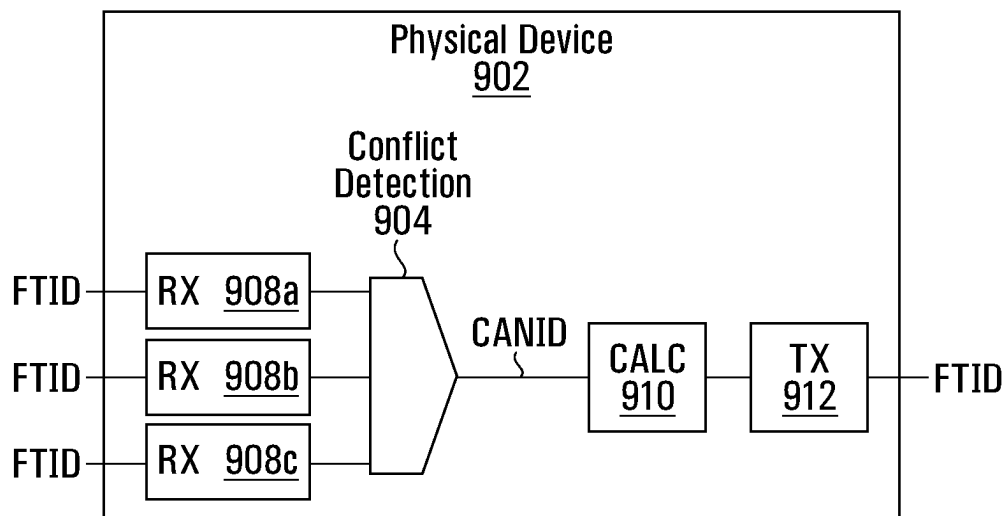 Physical Device
902
Conflict
Detection
904
FTID
RX 908a
FTID
RX 908b
FTID
RX 908c
CANID
CALC
910
TX
912
FTID